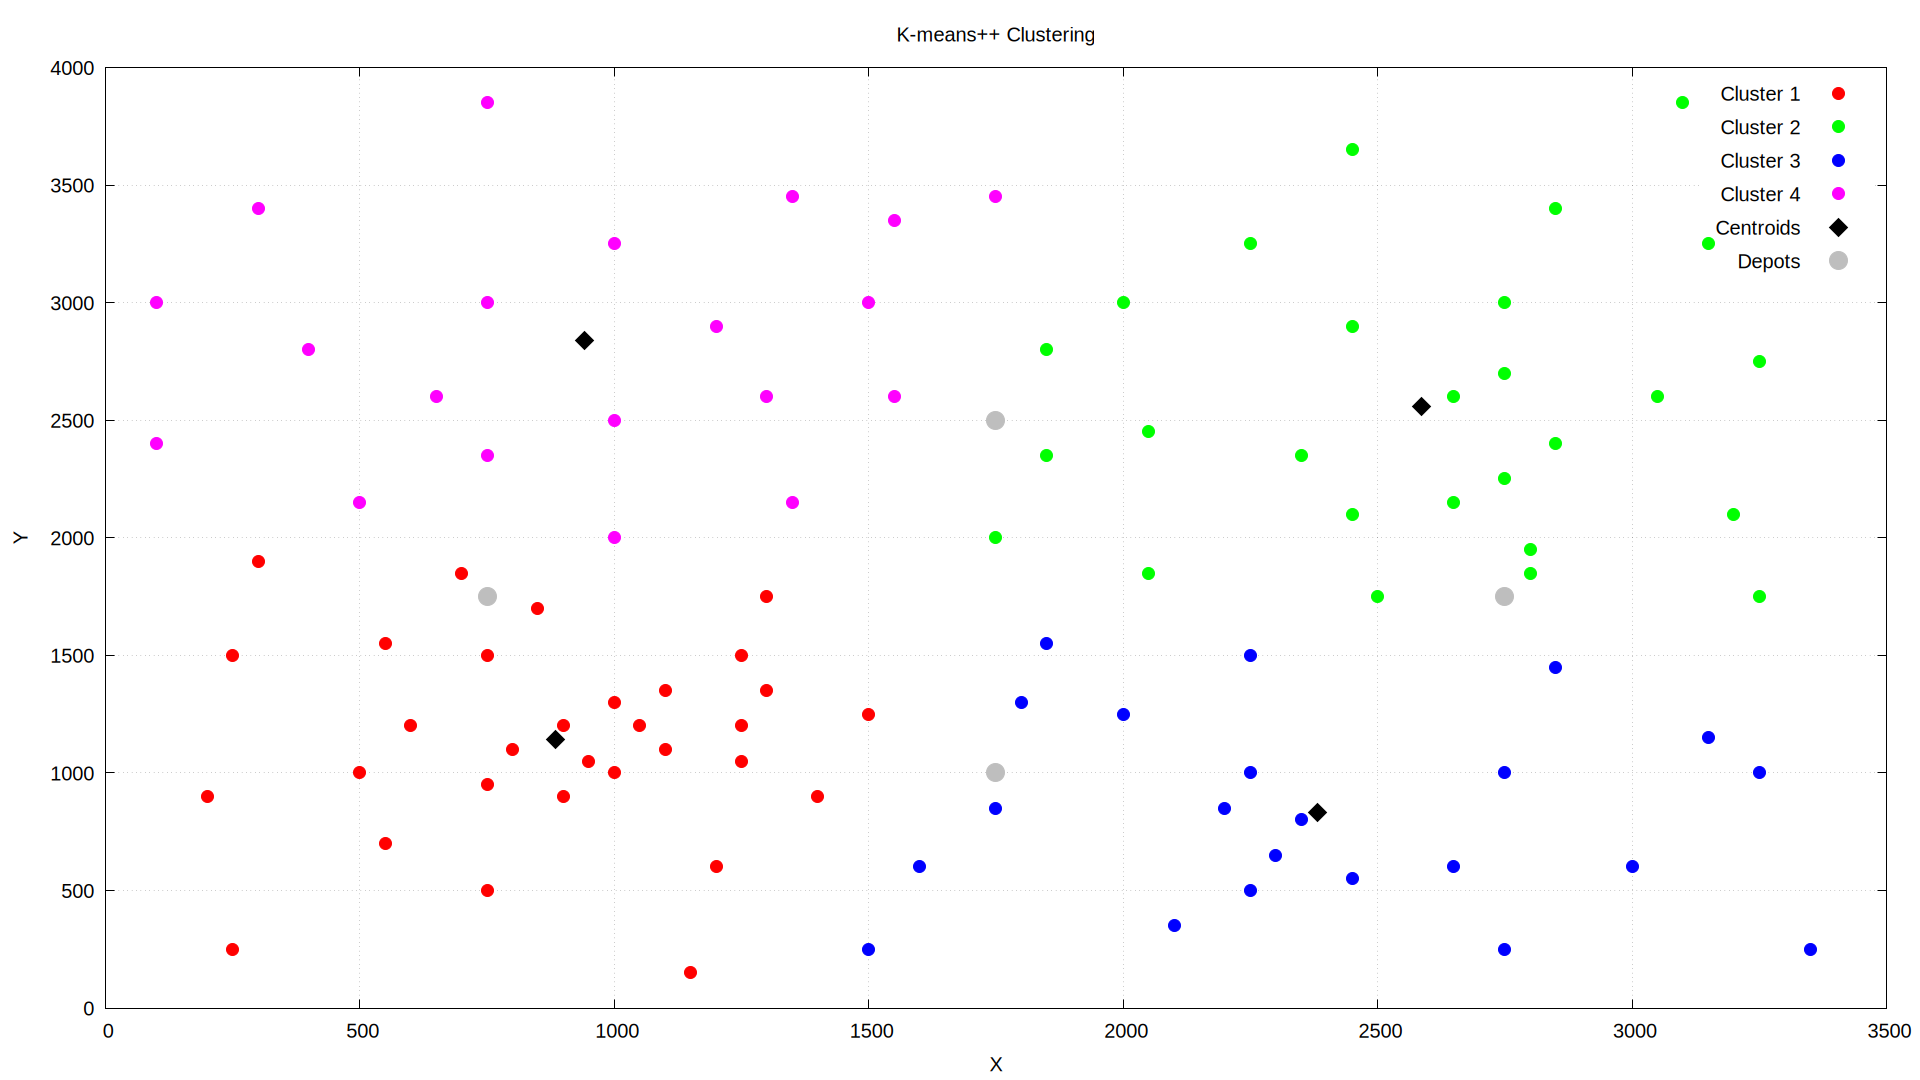 K-means++ Clustering
4000
3500
3000
2500
2000
1500
1000
500
0
Y
Cluster 1
Cluster 2
Cluster 3
Cluster 4
Centroids
Depots
0 500 1000 1500 2000 2500 3000 3500
X